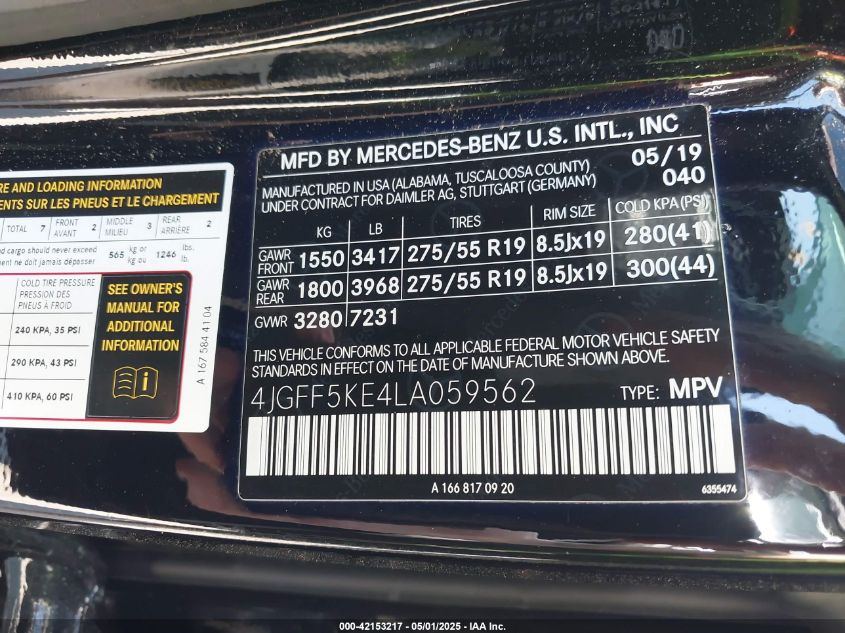 MFD BY MERCEDES-BENZ U.S. INTL., INC
MANUFACTURED IN USA (ALABAMA, TUSCALOOSA COUNTY)
UNDER CONTRACT FOR DAIMLER AG, STUTTGART (GERMANY)
05/19
040
KG LB TIRES RIM SIZE COLD KPA (PSI)
GAWR FRONT 1550 3417 275/55 R19 8.5Jx19 280(41)
GAWR REAR 1800 3968 275/55 R19 8.5Jx19 300(44)
GVWR 3280 7231
THIS VEHICLE CONFORMS TO ALL APPLICABLE FEDERAL MOTOR VEHICLE SAFETY
STANDARDS IN EFFECT ON THE DATE OF MANUFACTURE SHOWN ABOVE.
4JGFF5KE4LA059562 TYPE: MPV
A 166 817 09 20
6355474
RE AND LOADING INFORMATION
ENTS SUR LES PNEUS ET LE CHARGEMENT
TOTAL 7 FRONT AVANT 2 MIDDLE MILIEU 3 REAR ARRIÈRE 2
d cargo should never exceed
ment ne doit jamais dépasser
565 kg or kg ou 1246 lbs. lb.
COLD TIRE PRESSURE
PRESSION DES
PNEUS À FROID
240 KPA, 35 PSI
290 KPA, 43 PSI
410 KPA, 60 PSI
SEE OWNER'S
MANUAL FOR
ADDITIONAL
INFORMATION
A 167 584 41 04
000-42153217 - 05/01/2025 - IAA Inc.